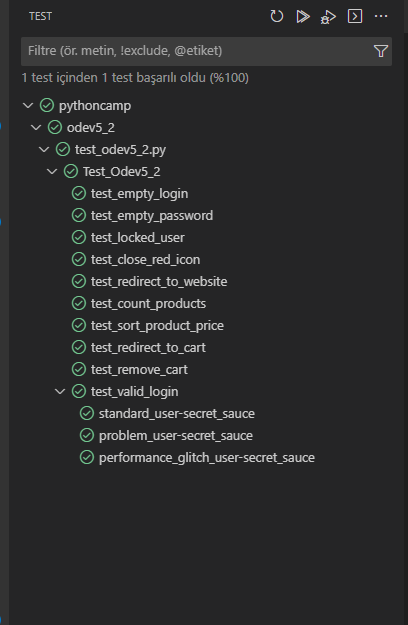 TEST
Filtre (ör. metin, !exclude, @etiket)
1 test içinden 1 test başarılı oldu (%100)
pythoncamp
odev5_2
test_odev5_2.py
Test_Odev5_2
test_empty_login
test_empty_password
test_locked_user
test_close_red_icon
test_redirect_to_website
test_count_products
test_sort_product_price
test_redirect_to_cart
test_remove_cart
test_valid_login
standard_user-secret_sauce
problem_user-secret_sauce
performance_glitch_user-secret_sauce